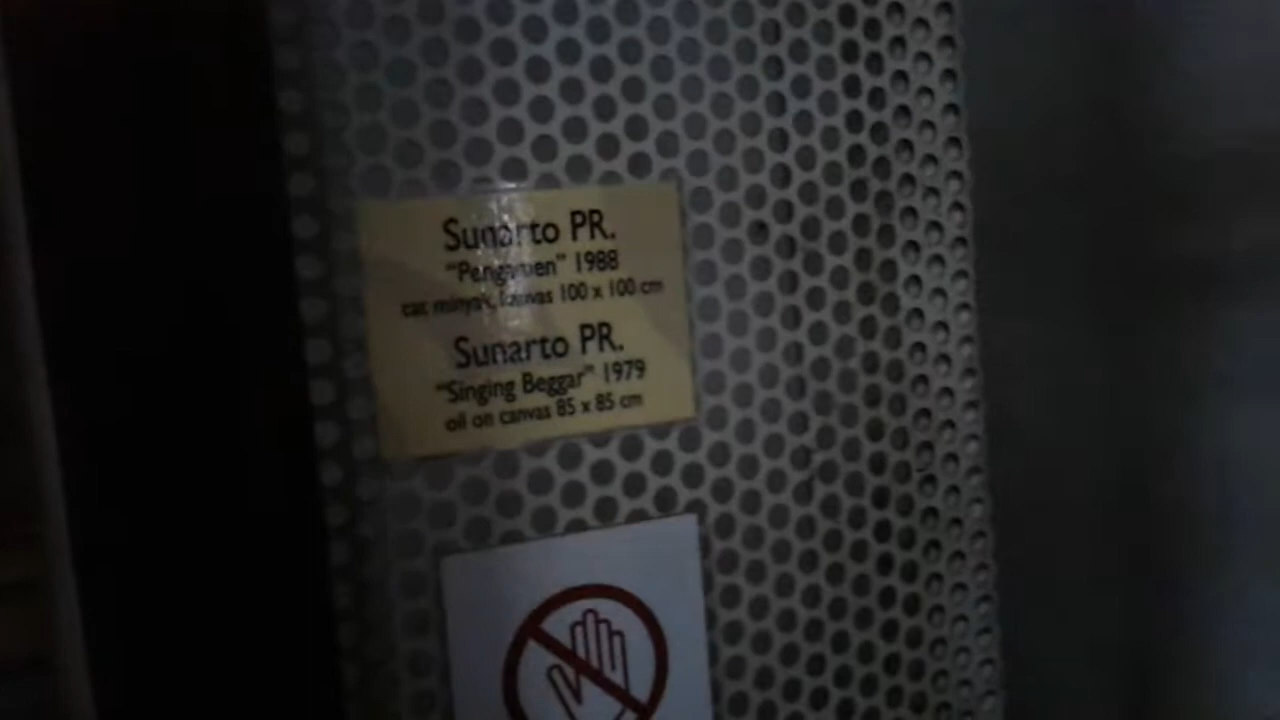 Sunarto PR.
"Pengamen" 1988
cat minyak, kanvas 100 x 100 cm
Sunarto PR.
"Singing Beggar" 1979
oil on canvas 85 x 85 cm